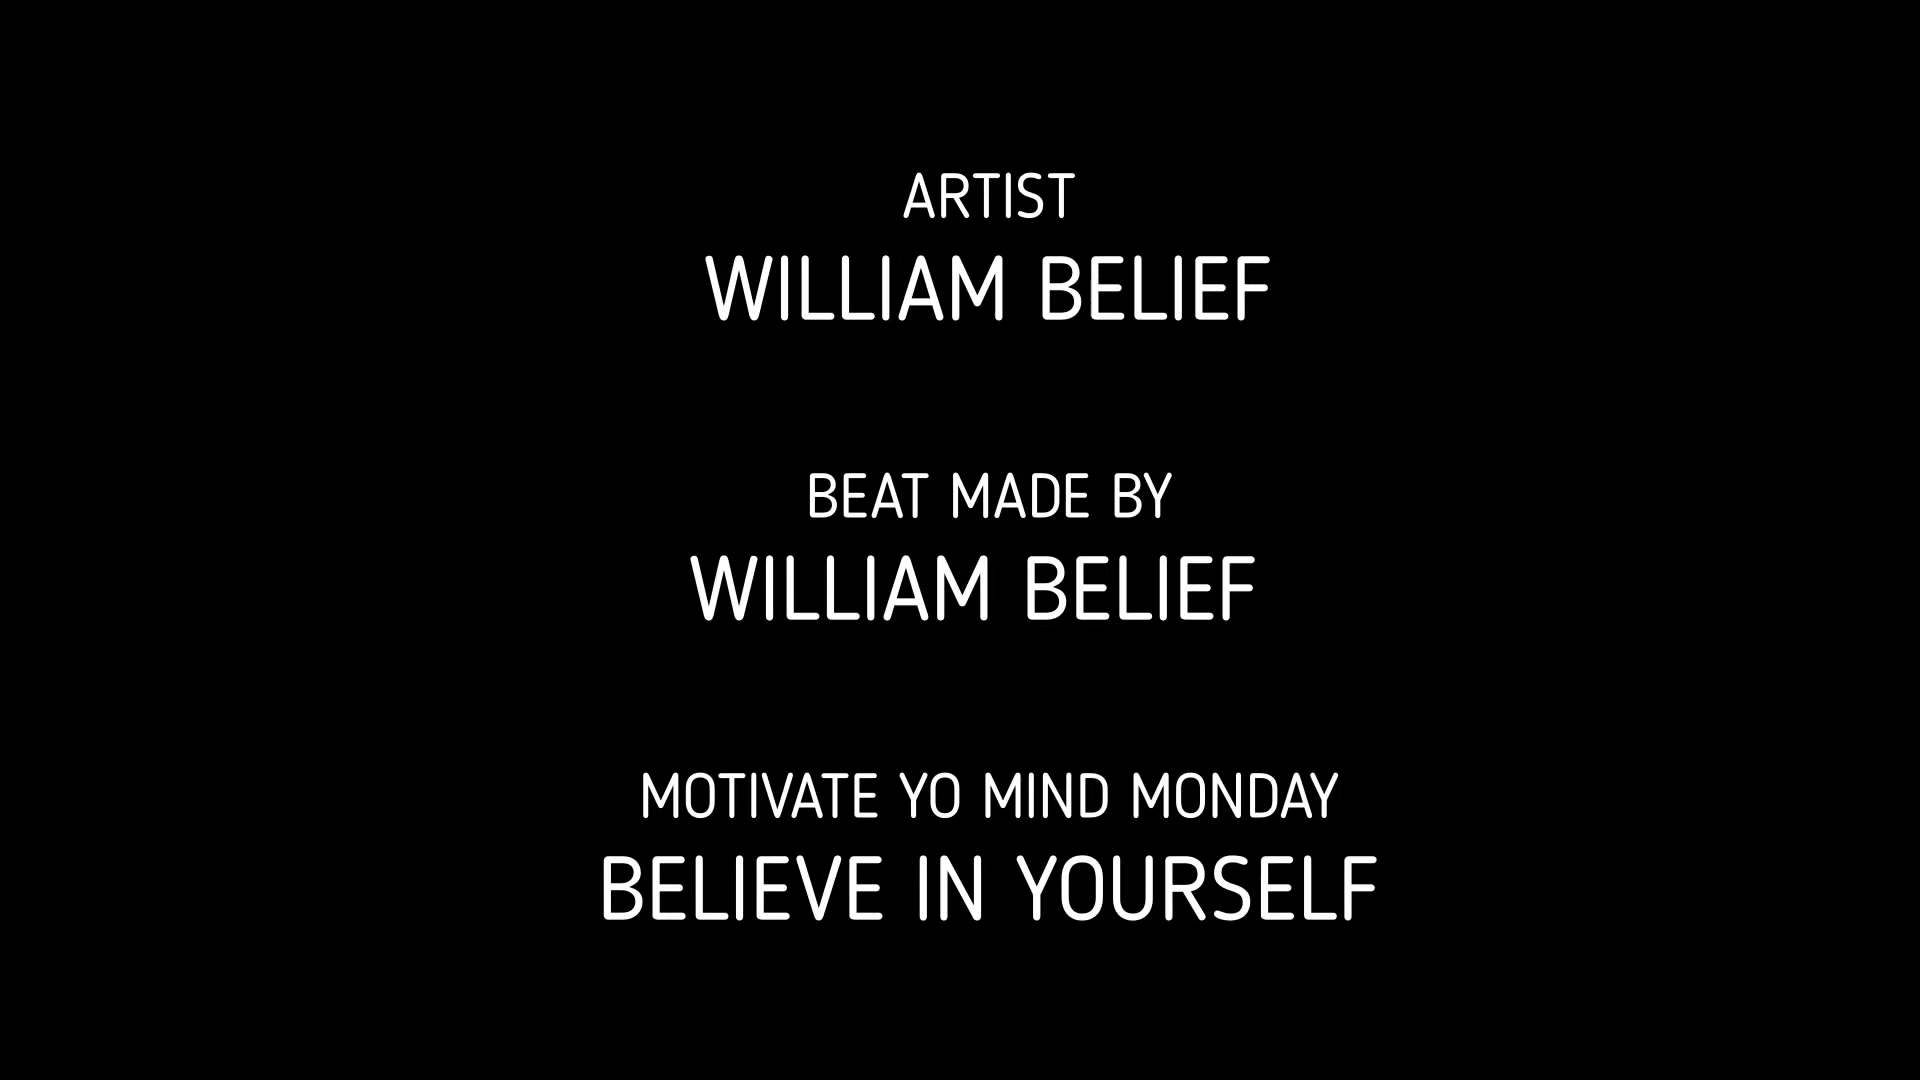 ARTIST
WILLIAM BELIEF
BEAT MADE BY
WILLIAM BELIEF
MOTIVATE YO MIND MONDAY
BELIEVE IN YOURSELF